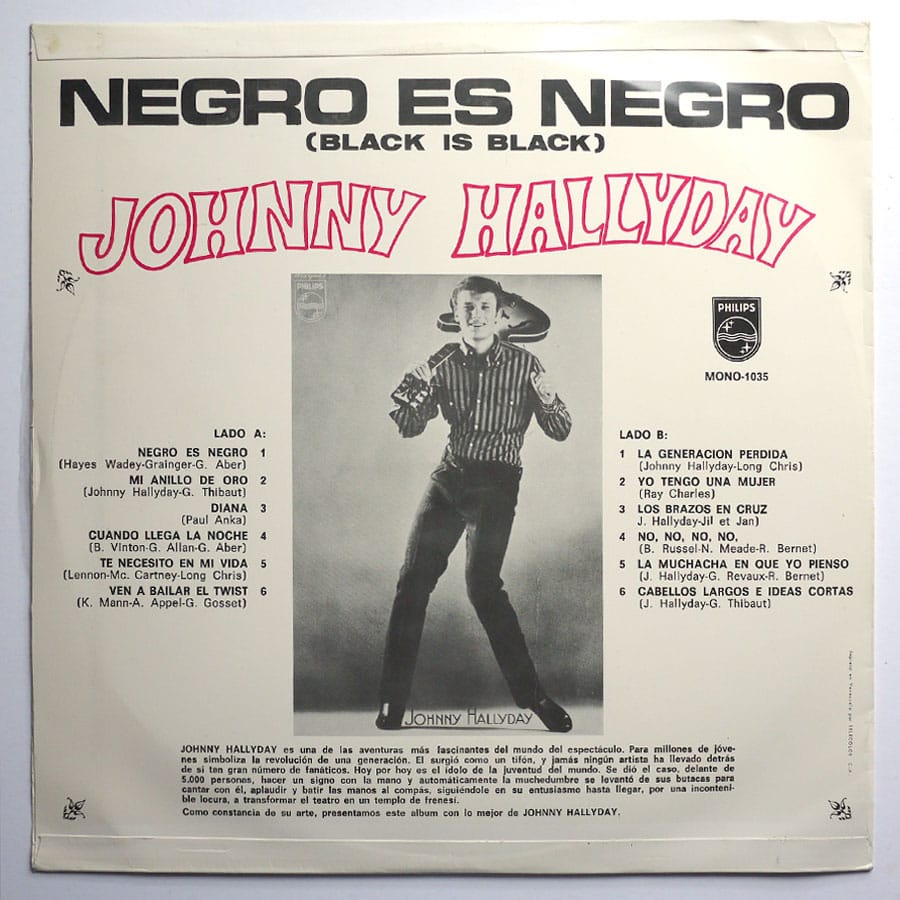 NEGRO ES NEGRO
(BLACK IS BLACK)
JOHNNY HALLYDAY
PHILIPS
PHILIPS
MONO-1035
LADO A:
NEGRO ES NEGRO 1
(Hayes Wadey-Grainger-G. Aber)
MI ANILLO DE ORO 2
(Johnny Hallyday-G. Thibaut)
DIANA 3
(Paul Anka)
CUANDO LLEGA LA NOCHE 4
(B. Vinton-G. Allan-G. Aber)
TE NECESITO EN MI VIDA 5
(Lennon-Mc. Cartney-Long Chris)
VEN A BAILAR EL TWIST 6
(K. Mann-A. Appel-G. Gosset)
LADO B:
1 LA GENERACION PERDIDA
(Johnny Hallyday-Long Chris)
2 YO TENGO UNA MUJER
(Ray Charles)
3 LOS BRAZOS EN CRUZ
J. Hallyday-Jil et Jan)
4 NO, NO, NO, NO,
(B. Russel-N. Meade-R. Bernet)
5 LA MUCHACHA EN QUE YO PIENSO
(J. Hallyday-G. Revaux-R. Bernet)
6 CABELLOS LARGOS E IDEAS CORTAS
(J. Hallyday-G. Thibaut)
JOHNNY HALLYDAY
JOHNNY HALLYDAY es una de las aventuras más fascinantes del mundo del espectáculo. Para millones de jóve-
nes simboliza la revolución de una generación. El surgió como un tifón, y jamás ningún artista ha llevado detrás
de si tan gran número de fanáticos. Hoy por hoy es el idolo de la juventud del mundo. Se dió el caso, delante de
5.000 personas, hacer un signo con la mano y automáticamente la muchedumbre se levantó de sus butacas para
cantar con él, aplaudir y batir las manos al compás, siguiéndole en su entusiasmo hasta llegar, por una inconteni-
ble locura, a transformar el teatro en un templo de frenesí.
Como constancia de su arte, presentamos este album con lo mejor de JOHNNY HALLYDAY.
Impreso en Venezuela por TELECOLOR C.A.